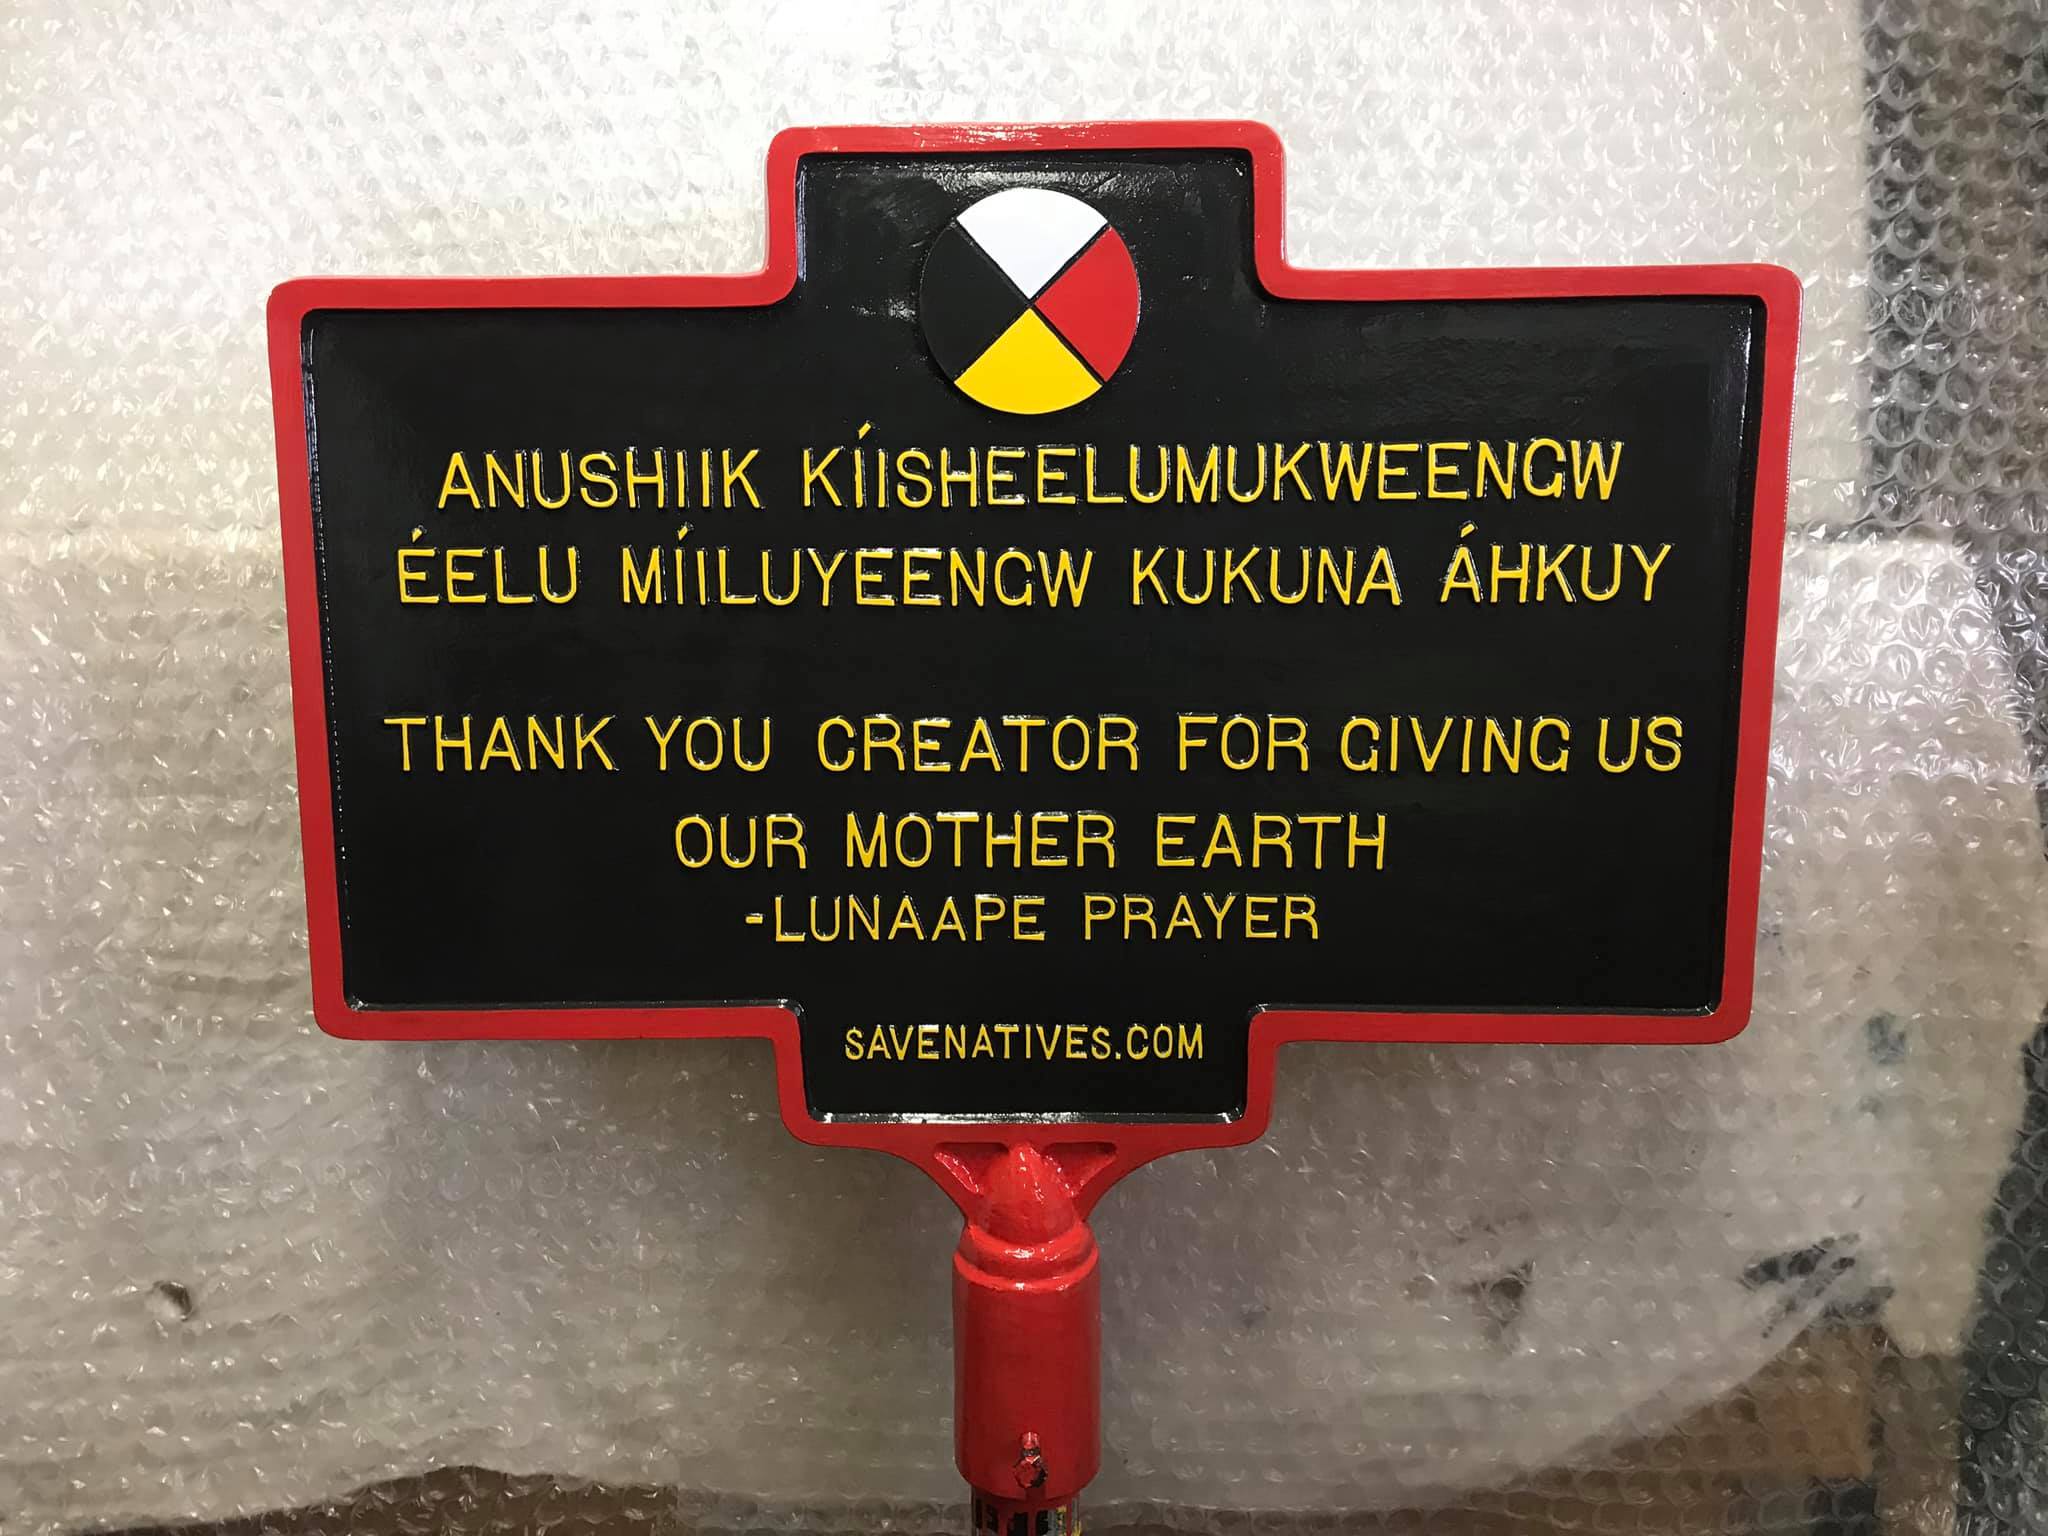 ANUSHIIK KÍISHEELUMUKWEENGW
ÉELU MÍILUYEENGW KUKUNA ÁHKUY
THANK YOU CREATOR FOR GIVING US
OUR MOTHER EARTH
-LUNAAPE PRAYER
SAVENATIVES.COM